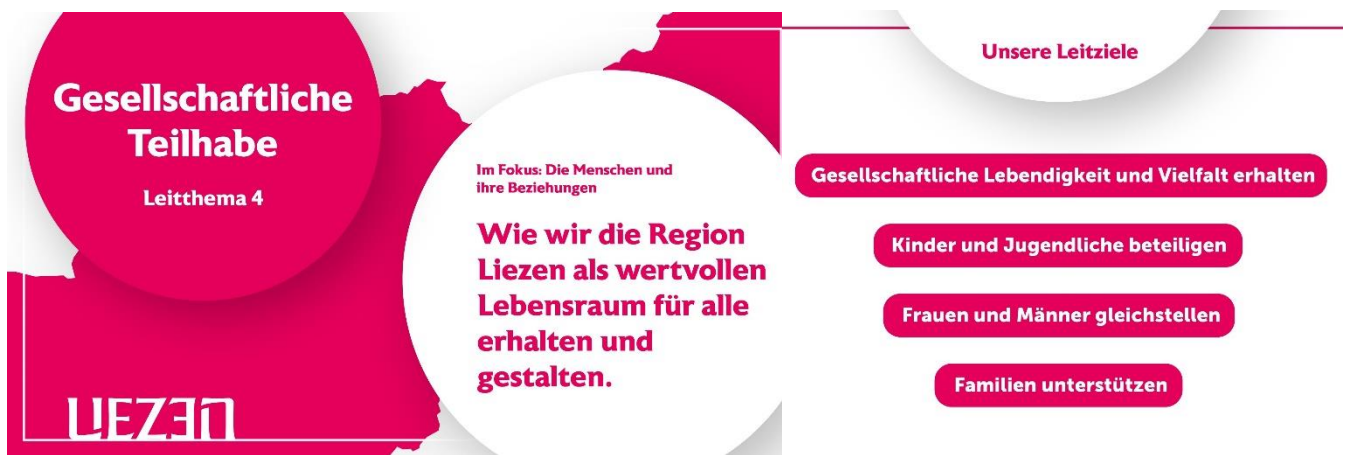 Gesellschaftliche
Teilhabe
Leitthema 4
Im Fokus: Die Menschen und
ihre Beziehungen
Wie wir die Region
Liezen als wertvollen
Lebensraum für alle
erhalten und
gestalten.
LIEZEN
Unsere Leitziele
Gesellschaftliche Lebendigkeit und Vielfalt erhalten
Kinder und Jugendliche beteiligen
Frauen und Männer gleichstellen
Familien unterstützen